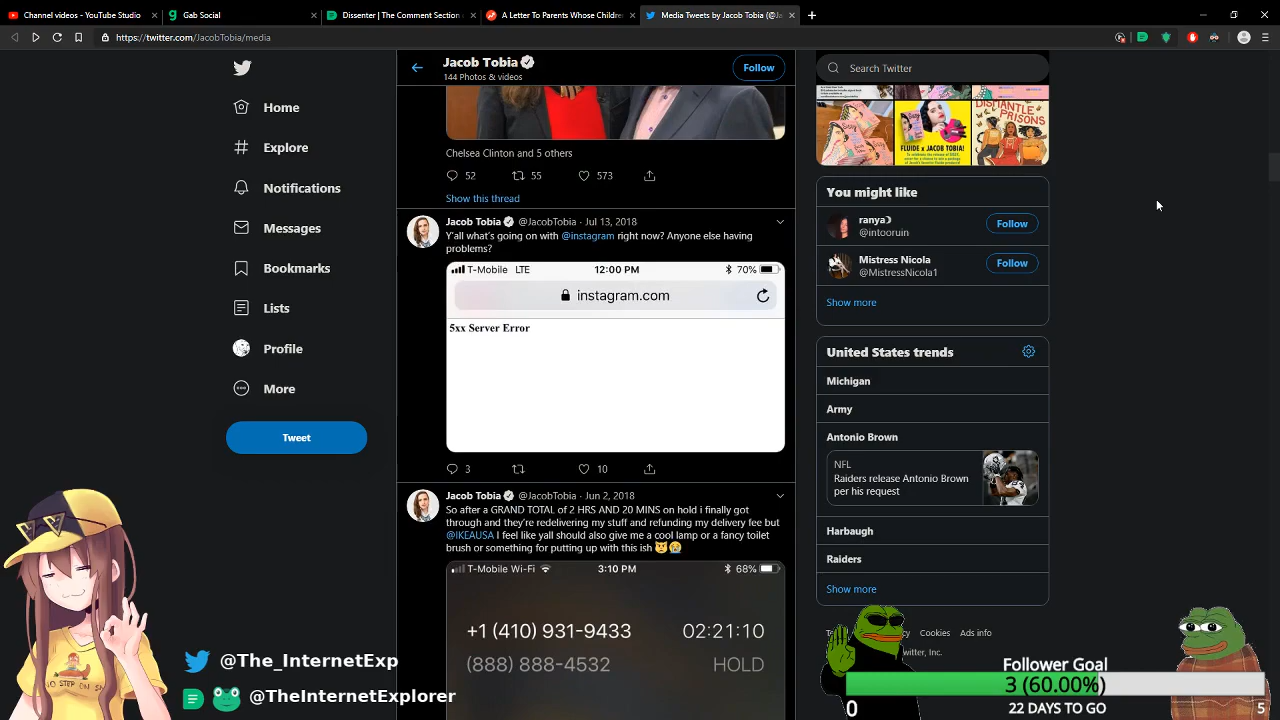 Channel videos - YouTube Studio
Gab Social
Dissenter | The Comment Section
A Letter To Parents Whose Childre
Media Tweets by Jacob Tobia (@Ja
https://twitter.com/JacobTobia/media
Home
Explore
Notifications
Messages
Bookmarks
Lists
Profile
More
Tweet
Jacob Tobia
144 Photos & videos
Follow
Chelsea Clinton and 5 others
52 55 573
Show this thread
Jacob Tobia @JacobTobia · Jul 13, 2018
Y'all what's going on with @instagram right now? Anyone else having
problems?
T-Mobile LTE 12:00 PM 70%
instagram.com
5xx Server Error
3 10
Jacob Tobia @JacobTobia · Jun 2, 2018
So after a GRAND TOTAL of 2 HRS AND 20 MINS on hold i finally got
through and they're redelivering my stuff and refunding my delivery fee but
@IKEAUSA I feel like yall should also give me a cool lamp or a fancy toilet
brush or something for putting up with this ish
T-Mobile Wi-Fi 3:10 PM 68%
+1 (410) 931-9433 02:21:10
(888) 888-4532 HOLD
Search Twitter
FLUIDE x JACOB TOBIA!
DISMANTLE
PRISONS
You might like
ranya
@intooruin
Follow
Mistress Nicola
@MistressNicola1
Follow
Show more
United States trends
Michigan
Army
Antonio Brown
NFL
Raiders release Antonio Brown
per his request
Harbaugh
Raiders
Show more
Cookies Ads info
witter, Inc.
@The_InternetExp
@TheInternetExplorer
Follower Goal
3 (60.00%)
0 22 DAYS TO GO 5